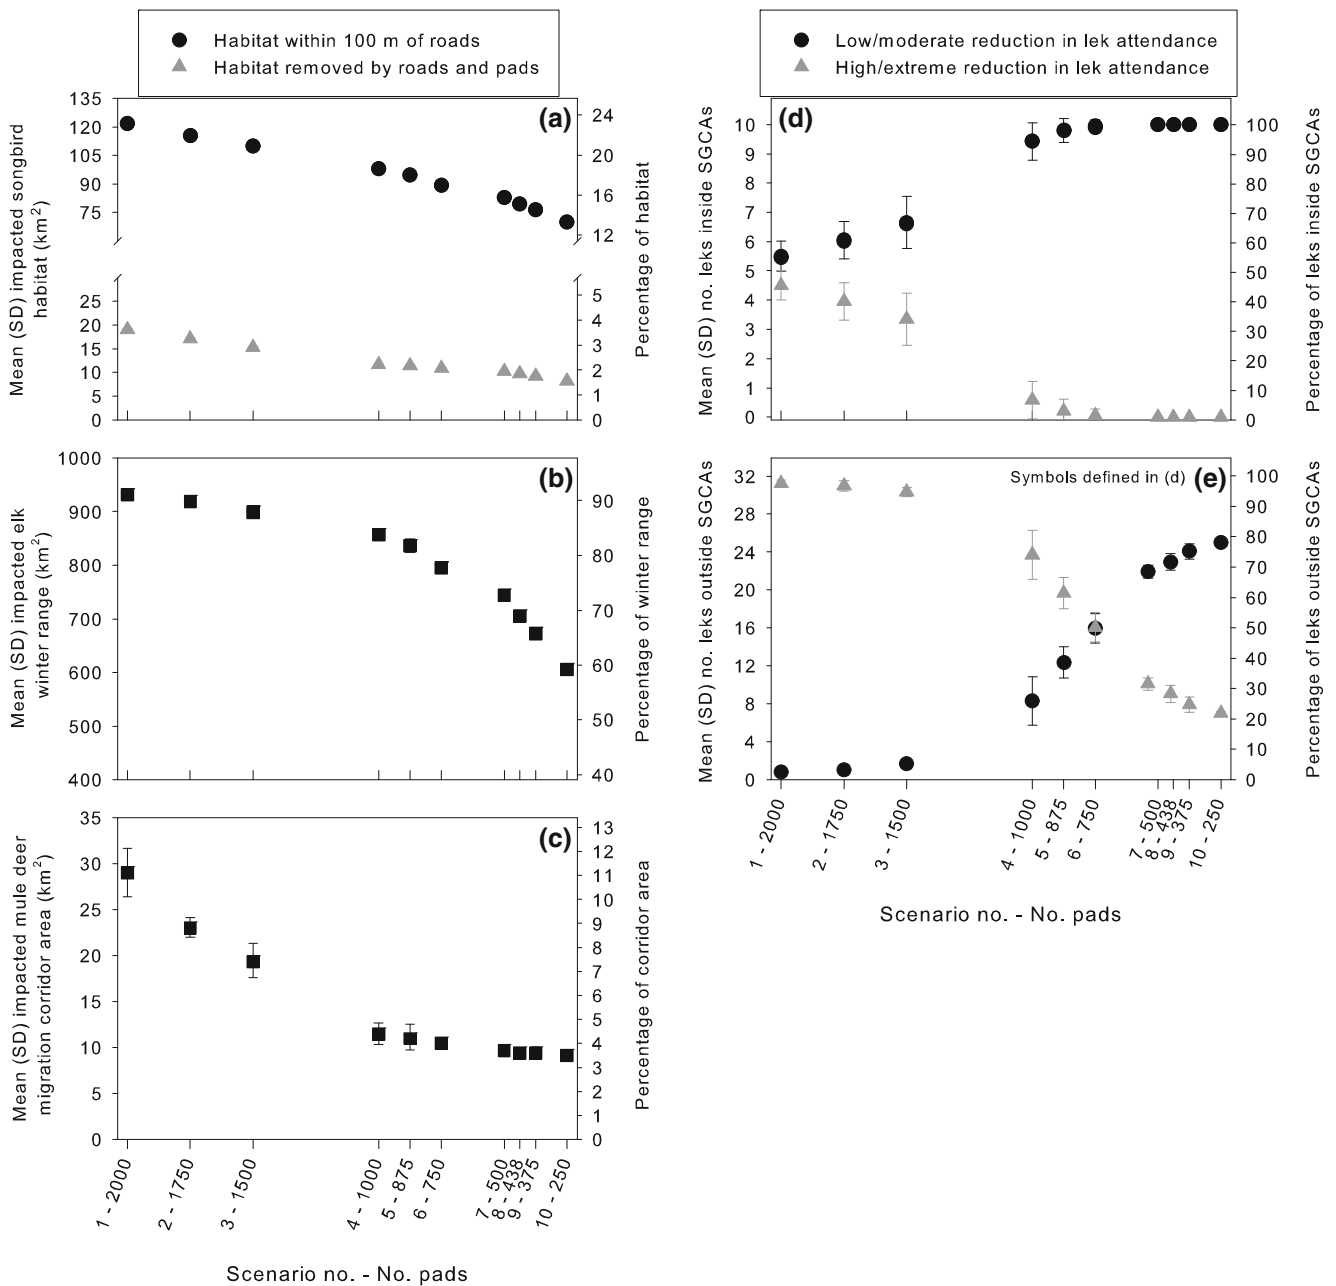 Habitat within 100 m of roads
Habitat removed by roads and pads
(a)
Mean (SD) impacted songbird
habitat (km2)
135
120
105
90
75
25
20
15
10
5
0
24
20
16
12
5
4
3
2
1
0
Percentage of habitat
(b)
Mean (SD) impacted elk
winter range (km2)
1000
900
800
700
600
500
400
90
80
70
60
50
40
Percentage of winter range
(c)
Mean (SD) impacted mule deer
migration corridor area (km2)
35
30
25
20
15
10
5
0
13
12
11
10
9
8
7
6
5
4
3
2
1
0
Percentage of corridor area
1 - 2000
2 - 1750
3 - 1500
4 - 1000
5 - 875
6 - 750
7 - 500
8 - 438
9 - 375
10 - 250
Scenario no. - No. pads
Low/moderate reduction in lek attendance
High/extreme reduction in lek attendance
(d)
Mean (SD) no. leks inside SGCAs
10
9
8
7
6
5
4
3
2
1
0
100
90
80
70
60
50
40
30
20
10
0
Percentage of leks inside SGCAs
Symbols defined in (d) (e)
Mean (SD) no. leks outside SGCAs
32
28
24
20
16
12
8
4
0
100
90
80
70
60
50
40
30
20
10
0
Percentage of leks outside SGCAs
1 - 2000
2 - 1750
3 - 1500
4 - 1000
5 - 875
6 - 750
7 - 500
8 - 438
9 - 375
10 - 250
Scenario no. - No. pads